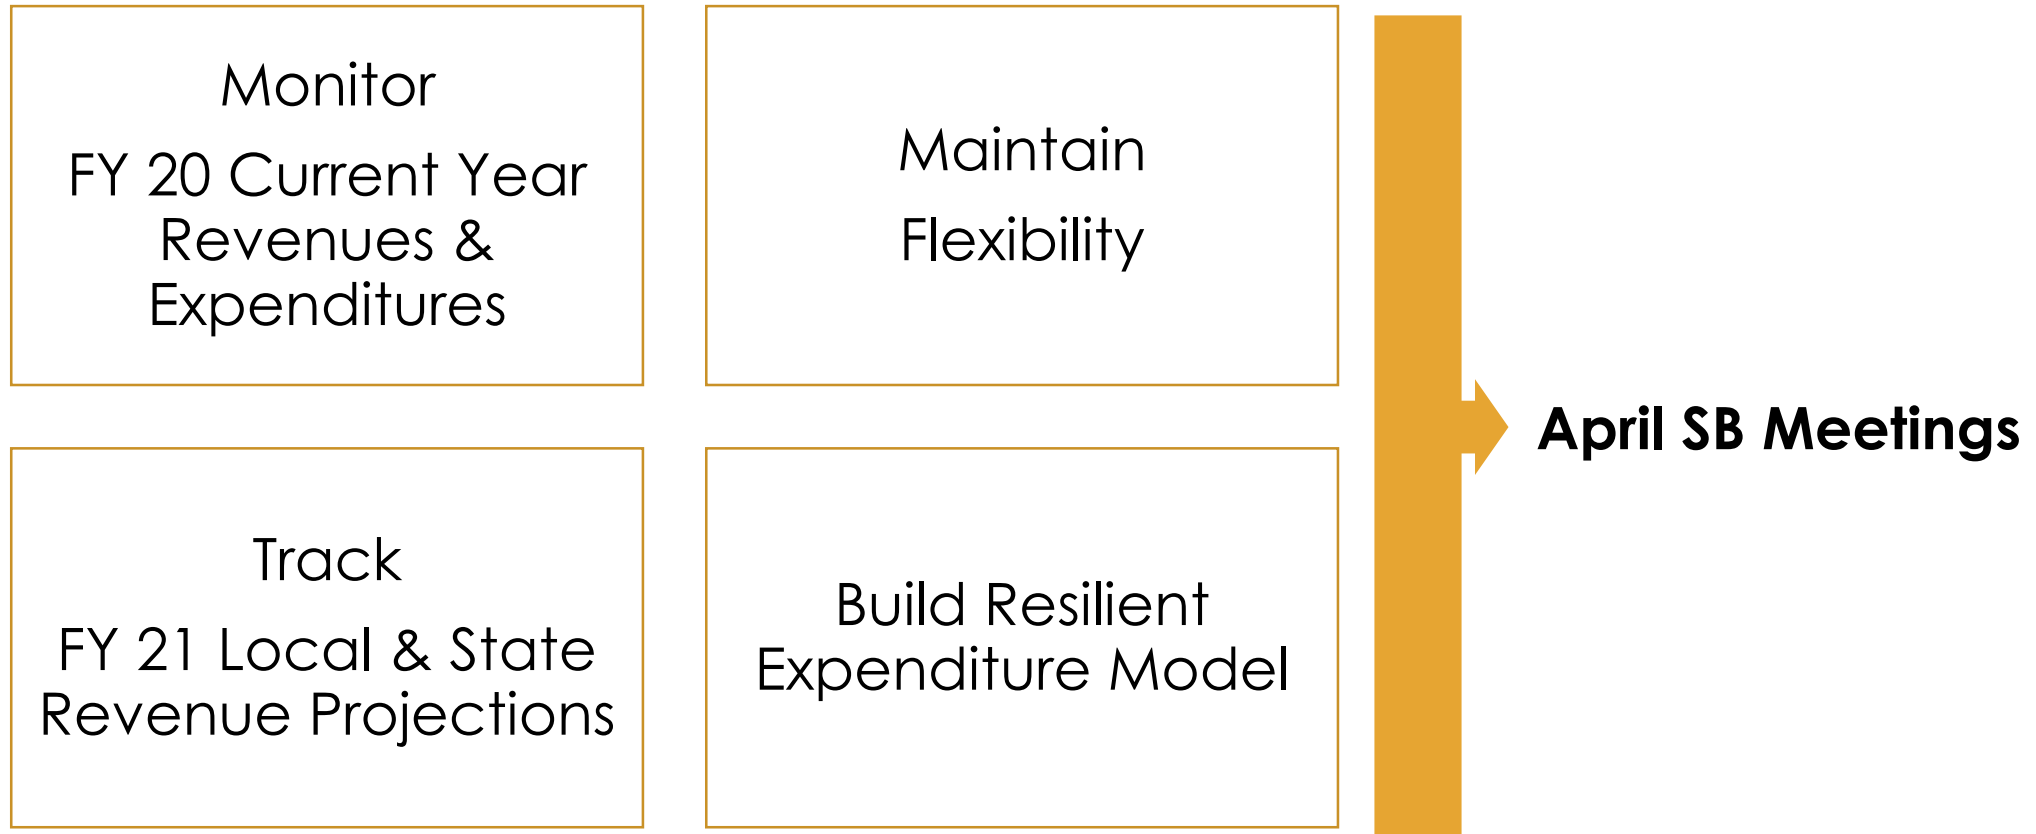 Monitor
FY 20 Current Year
Revenues &
Expenditures
Maintain
Flexibility
Track
FY 21 Local & State
Revenue Projections
Build Resilient
Expenditure Model
April SB Meetings